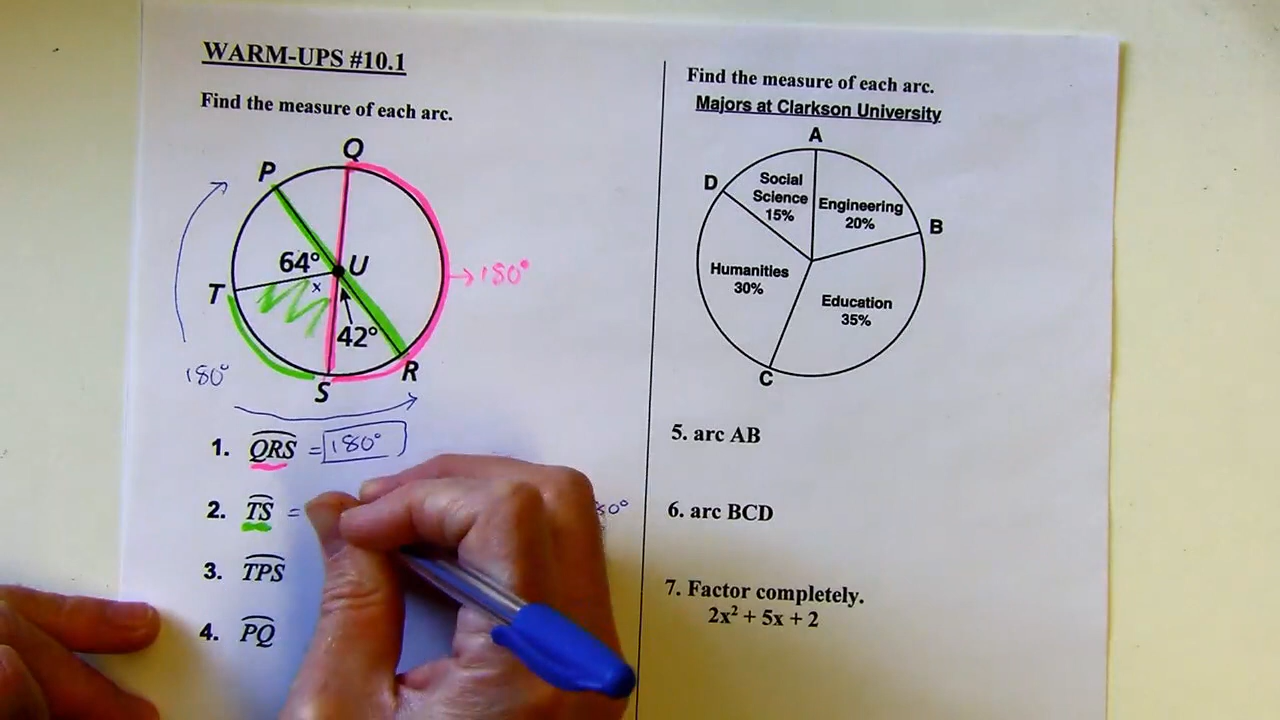 WARM-UPS #10.1
Find the measure of each arc.
Q
P
64°
U
x
T
42°
R
S
→180°
180°
1. QRS = 180°
2. TS =
3. TPS
4. PQ
Find the measure of each arc.
Majors at Clarkson University
A
D
Social
Science
15%
Engineering
20%
B
Humanities
30%
Education
35%
C
5. arc AB
6. arc BCD
7. Factor completely.
2x² + 5x + 2